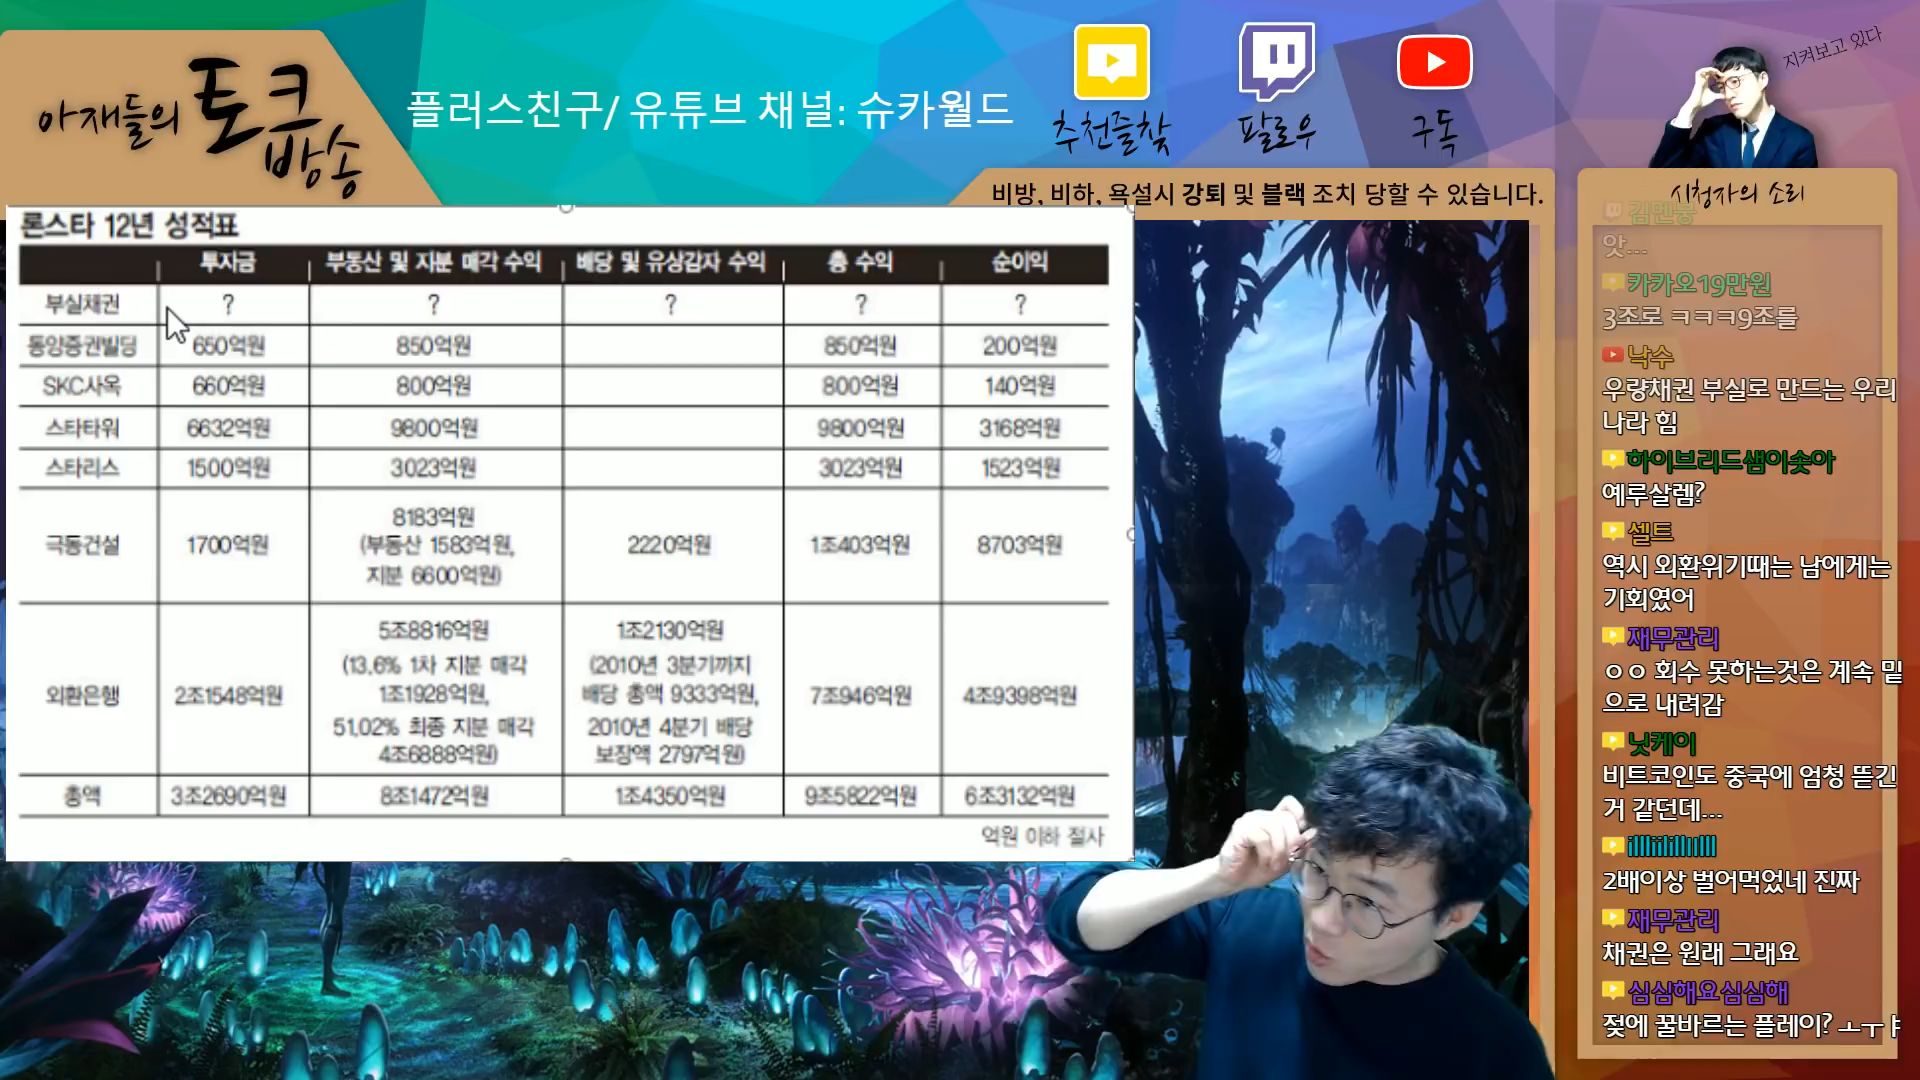 아재들의 토크
방송
플러스친구/ 유튜브 채널: 슈카월드
추천즐찾
팔로우
구독
지켜보고 있다
비방, 비하, 욕설시 강퇴 및 블랙 조치 당할 수 있습니다.
론스타 12년 성적표
투자금 부동산 및 지분 매각 수익 배당 및 유상감자 수익 총 수익 순이익
부실채권 ? ? ? ? ?
동양증권빌딩 650억원 850억원 850억원 200억원
SKC사옥 660억원 800억원 800억원 140억원
스타타워 6632억원 9800억원 9800억원 3168억원
스타리스 1500억원 3023억원 3023억원 1523억원
극동건설 1700억원 8183억원 2220억원 1조403억원 8703억원
(부동산 1583억원,
지분 6600억원)
외환은행 2조1548억원 5조8816억원 1조2130억원 7조946억원 4조9398억원
(13.6% 1차 지분 매각 (2010년 3분기까지
1조1928억원, 배당 총액 9333억원,
51.02% 최종 지분 매각 2010년 4분기 배당
4조6888억원) 보장액 2797억원)
총액 3조2690억원 8조1472억원 1조4350억원 9조5822억원 6조3132억원
억원 이하 절사
시청자의 소리
김멘붕
앗...
카카오19만원
3조로 ㅋㅋㅋ9조를
낙수
우량채권 부실로 만드는 우리
나라 힘
하이브리드샘이솟아
예루살렘?
셀트
역시 외환위기때는 남에게는
기회였어
재무관리
ㅇㅇ 회수 못하는것은 계속 밑
으로 내려감
닛케이
비트코인도 중국에 엄청 뜯긴
거 같던데...
2배이상 벌어먹었네 진짜
재무관리
채권은 원래 그래요
심심해요심심해
젖에 꿀바르는 플레이? ㅗㅜㅑ